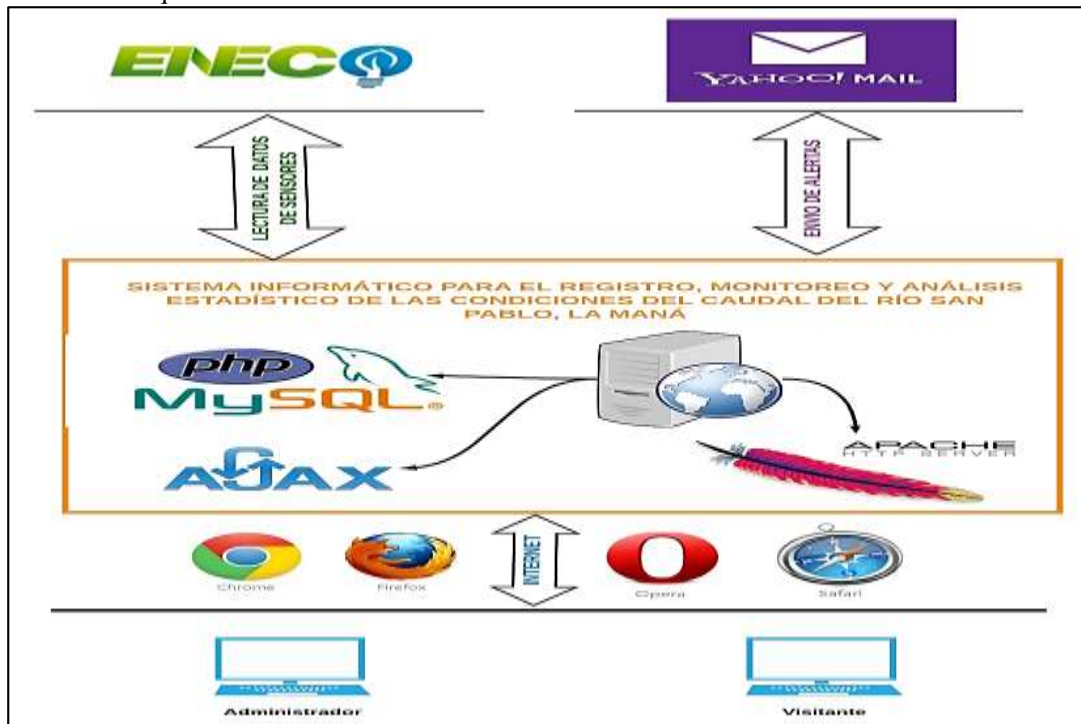 ENECO
YAHOO! MAIL
LECTURA DE DATOS
DE SENSORES
ENVIO DE ALERTAS
SISTEMA INFORMÁTICO PARA EL REGISTRO, MONITOREO Y ANÁLISIS
ESTADÍSTICO DE LAS CONDICIONES DEL CAUDAL DEL RÍO SAN
PABLO, LA MANÁ
php
MySQL®
AJAX
APACHE
HTTP SERVER
INTERNET
Chrome
Firefox
Opera
Safari
Administrador
Visitante